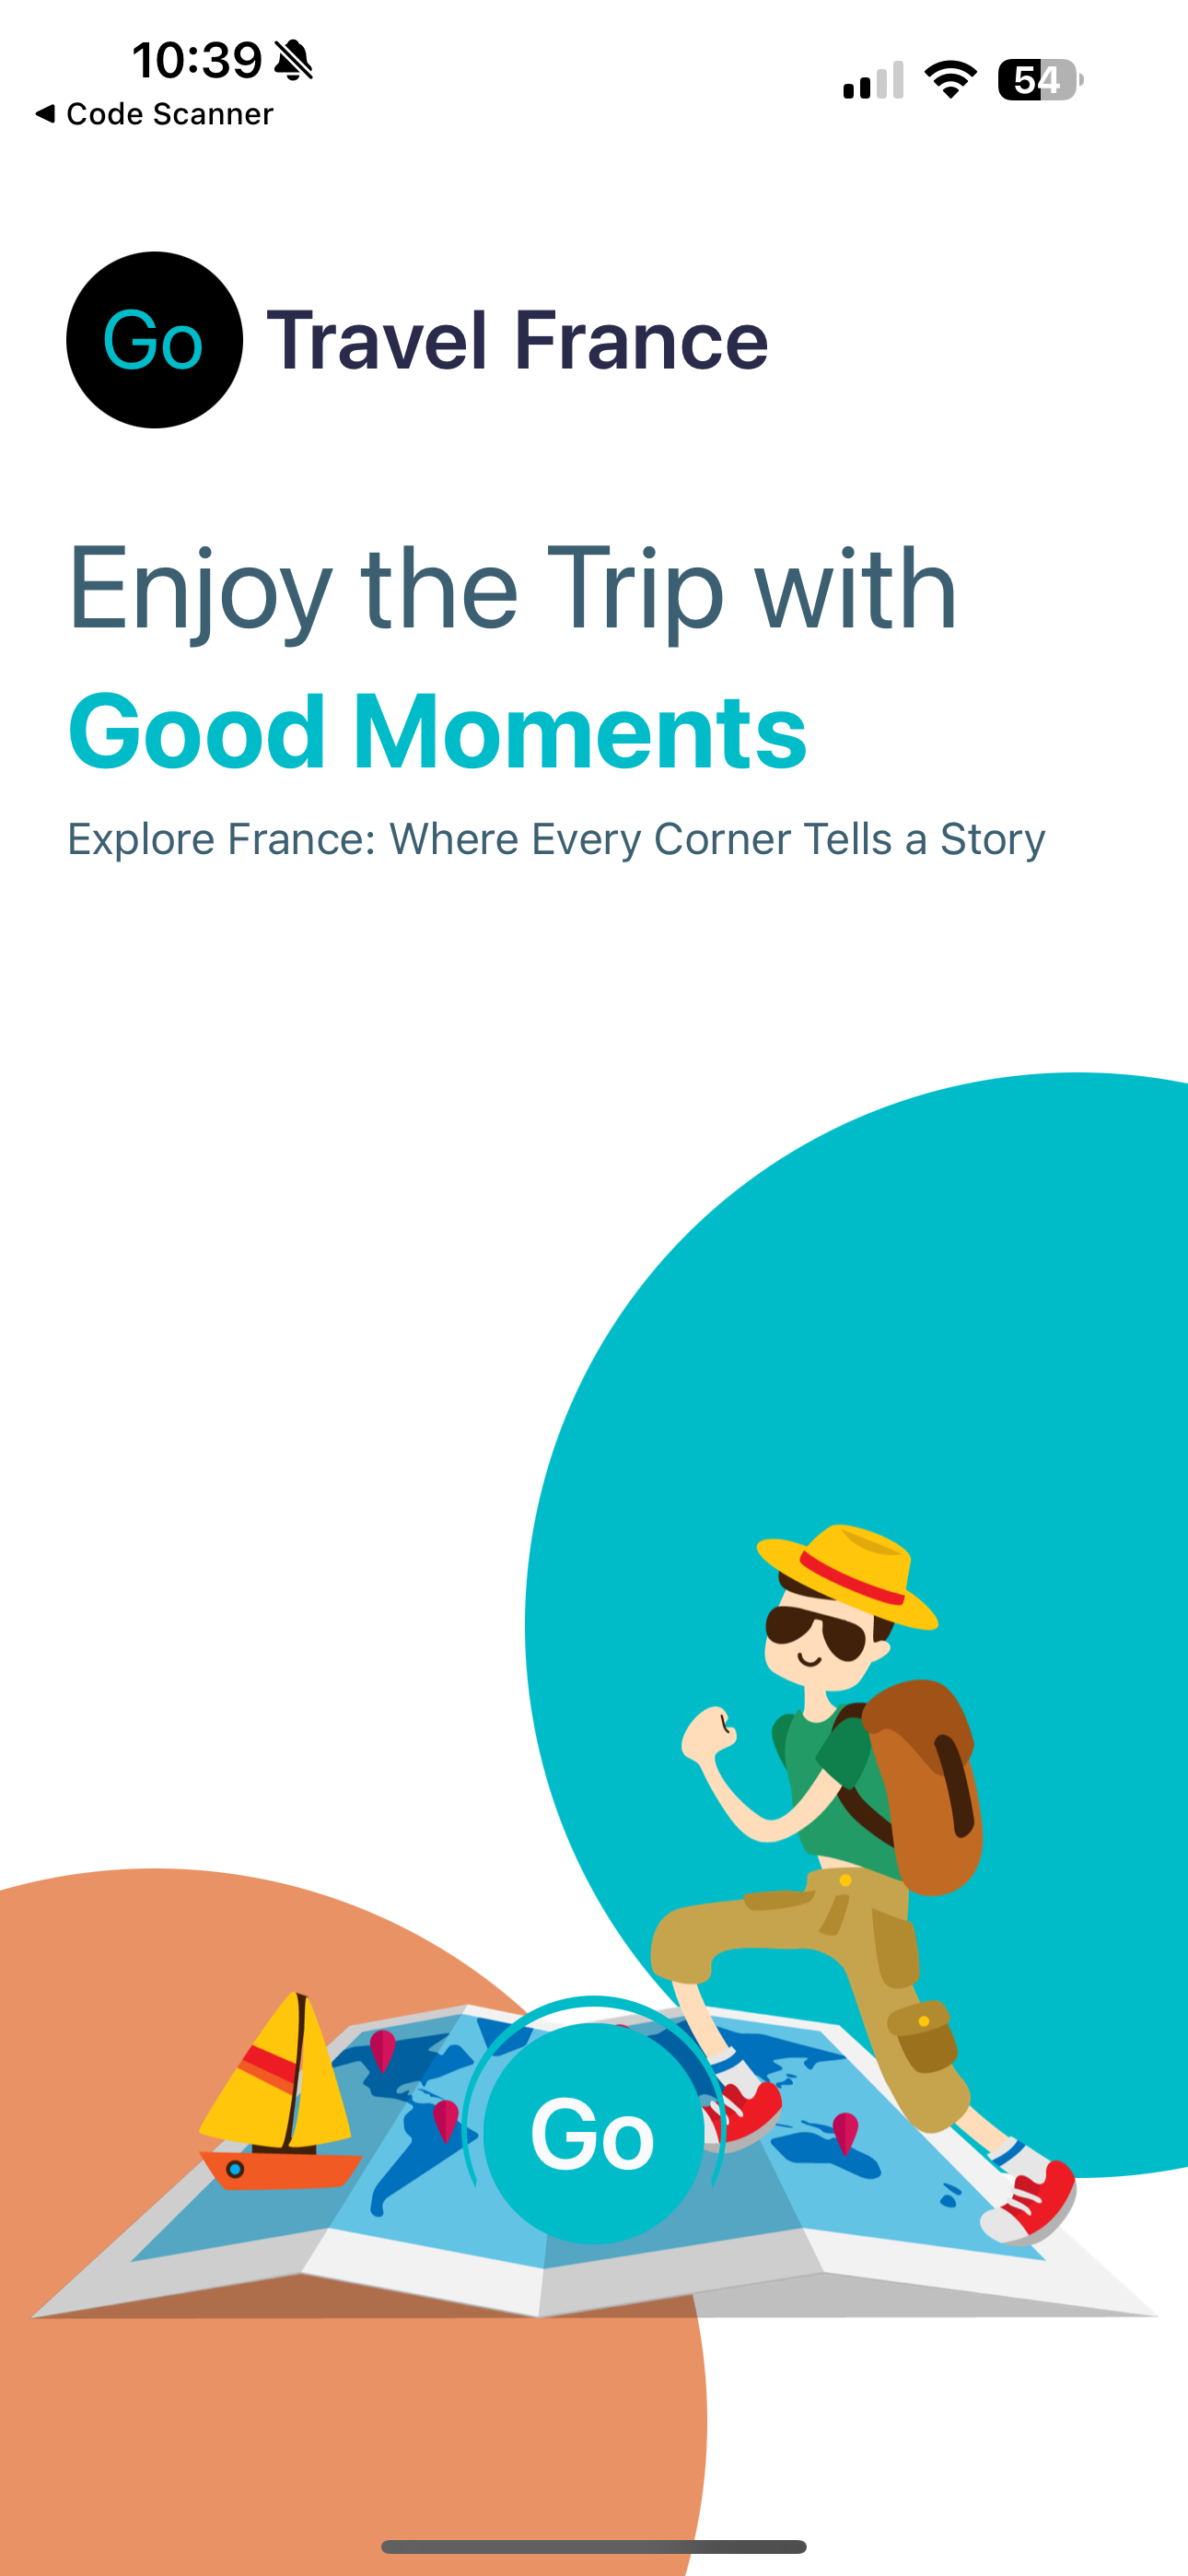 10:39
54
Code Scanner
Go
Travel France
Enjoy the Trip with
Good Moments
Explore France: Where Every Corner Tells a Story
Go